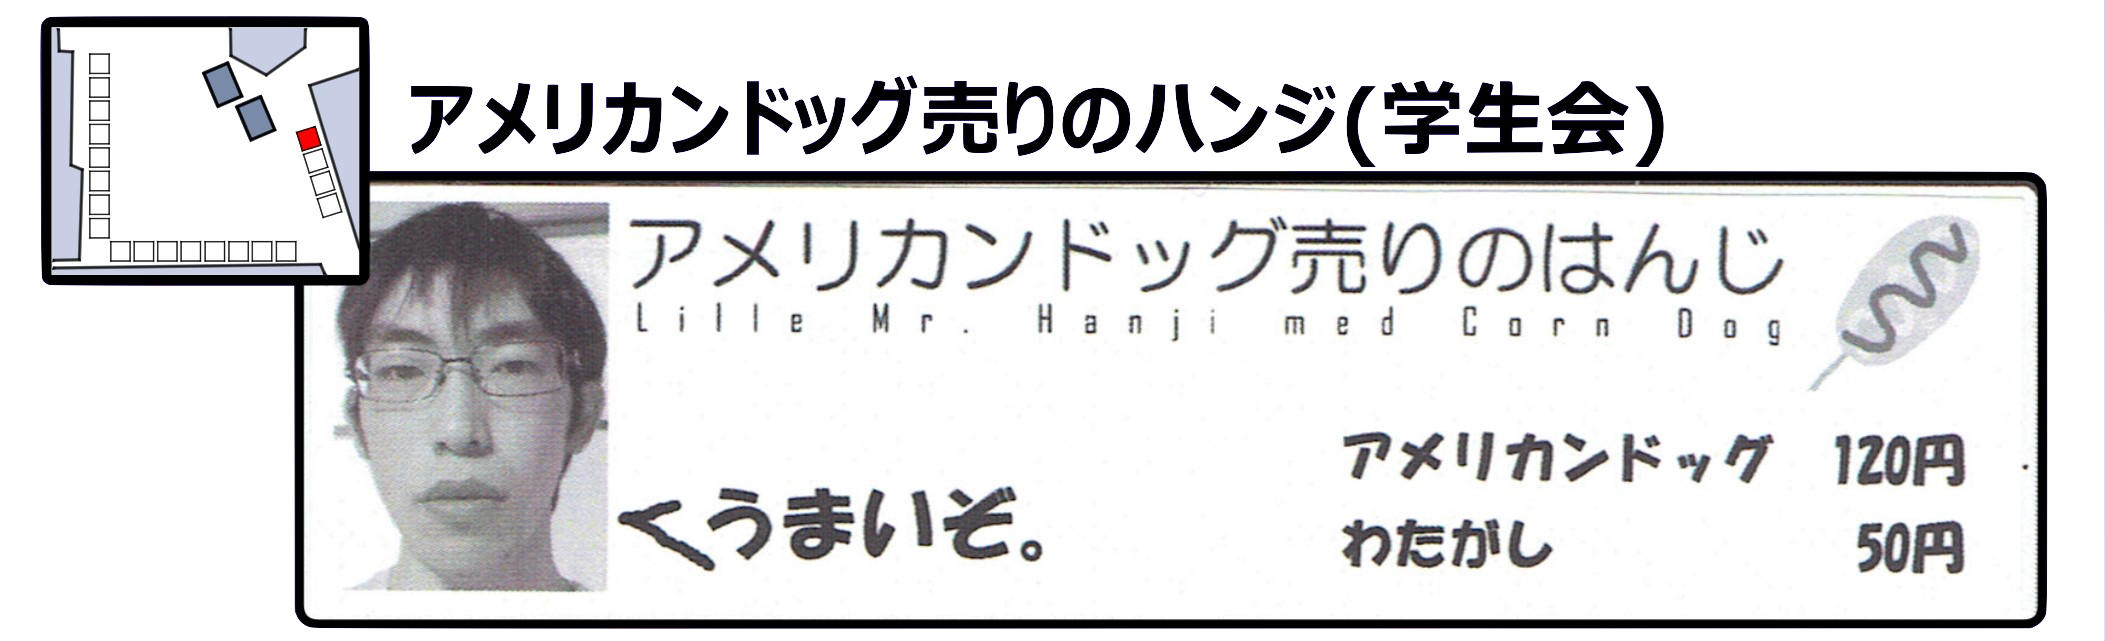 アメリカンドッグ売りのハンジ(学生会)
アメリカンドッグ売りのはんじ
Lille Mr. Hanji med Corn Dog
くうまいぞ。
アメリカンドッグ 120円
わたがし 50円